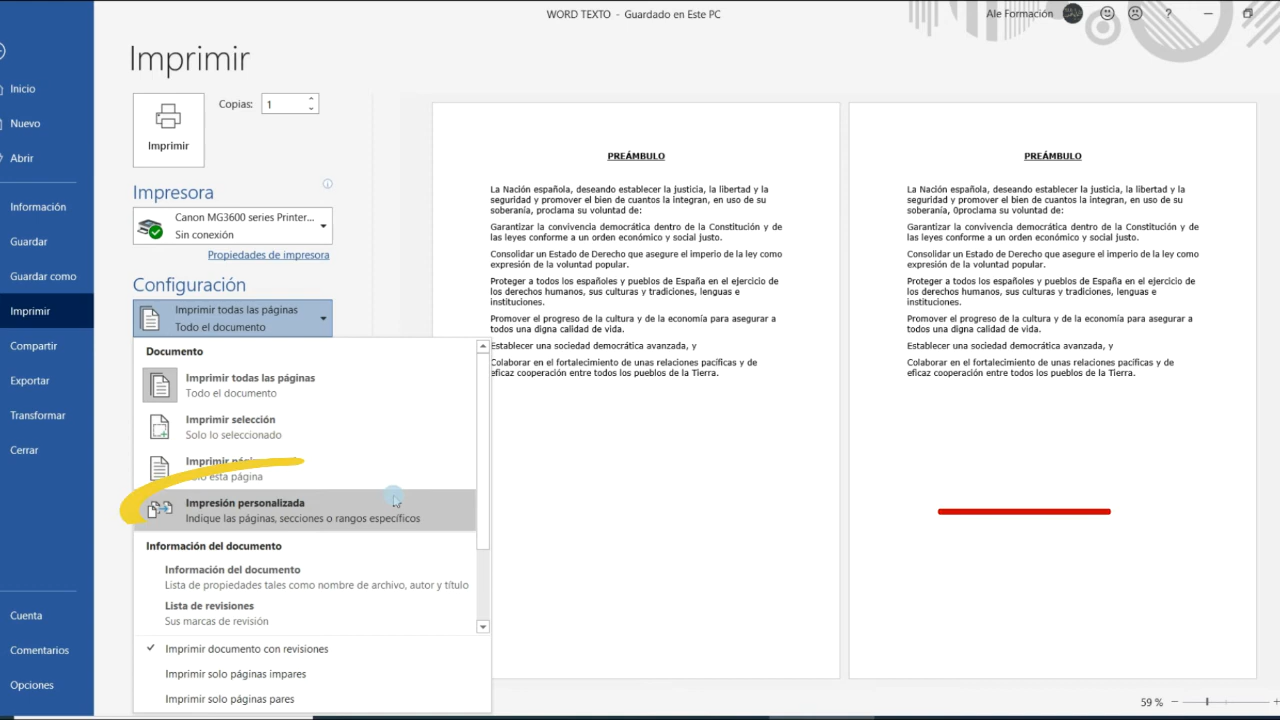 WORD TEXTO - Guardado en Este PC
Ale Formación
?
Imprimir
Inicio
Nuevo
Abrir
Información
Guardar
Guardar como
Imprimir
Compartir
Exportar
Transformar
Cerrar
Cuenta
Comentarios
Opciones
Imprimir
Copias: 1
Impresora
Canon MG3600 series Printer...
Sin conexión
Propiedades de impresora
Configuración
Imprimir todas las páginas
Todo el documento
Documento
Imprimir todas las páginas
Todo el documento
Imprimir selección
Solo lo seleccionado
Imprimir
esta página
Impresión personalizada
Indique las páginas, secciones o rangos específicos
Información del documento
Información del documento
Lista de propiedades tales como nombre de archivo, autor y título
Lista de revisiones
Sus marcas de revisión
Imprimir documento con revisiones
Imprimir solo páginas impares
Imprimir solo páginas pares
PREÁMBULO
La Nación española, deseando establecer la justicia, la libertad y la
seguridad y promover el bien de cuantos la integran, en uso de su
soberanía, proclama su voluntad de:
Garantizar la convivencia democrática dentro de la Constitución y de
las leyes conforme a un orden económico y social justo.
Consolidar un Estado de Derecho que asegure el imperio de la ley como
expresión de la voluntad popular.
Proteger a todos los españoles y pueblos de España en el ejercicio de
los derechos humanos, sus culturas y tradiciones, lenguas e
instituciones.
Promover el progreso de la cultura y de la economía para asegurar a
todos una digna calidad de vida.
Establecer una sociedad democrática avanzada, y
Colaborar en el fortalecimiento de unas relaciones pacíficas y de
eficaz cooperación entre todos los pueblos de la Tierra.
PREÁMBULO
La Nación española, deseando establecer la justicia, la libertad y la
seguridad y promover el bien de cuantos la integran, en uso de su
soberanía, 0proclama su voluntad de:
Garantizar la convivencia democrática dentro de la Constitución y de
las leyes conforme a un orden económico y social justo.
Consolidar un Estado de Derecho que asegure el imperio de la ley como
expresión de la voluntad popular.
Proteger a todos los españoles y pueblos de España en el ejercicio de
los derechos humanos, sus culturas y tradiciones, lenguas e
instituciones.
Promover el progreso de la cultura y de la economía para asegurar a
todos una digna calidad de vida.
Establecer una sociedad democrática avanzada, y
Colaborar en el fortalecimiento de unas relaciones pacíficas y de
eficaz cooperación entre todos los pueblos de la Tierra.
59 %